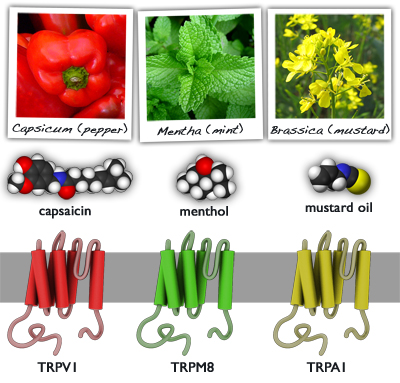 Capsicum (pepper)
Mentha (mint)
Brassica (mustard)
capsaicin
menthol
mustard oil
TRPV1
TRPM8
TRPA1